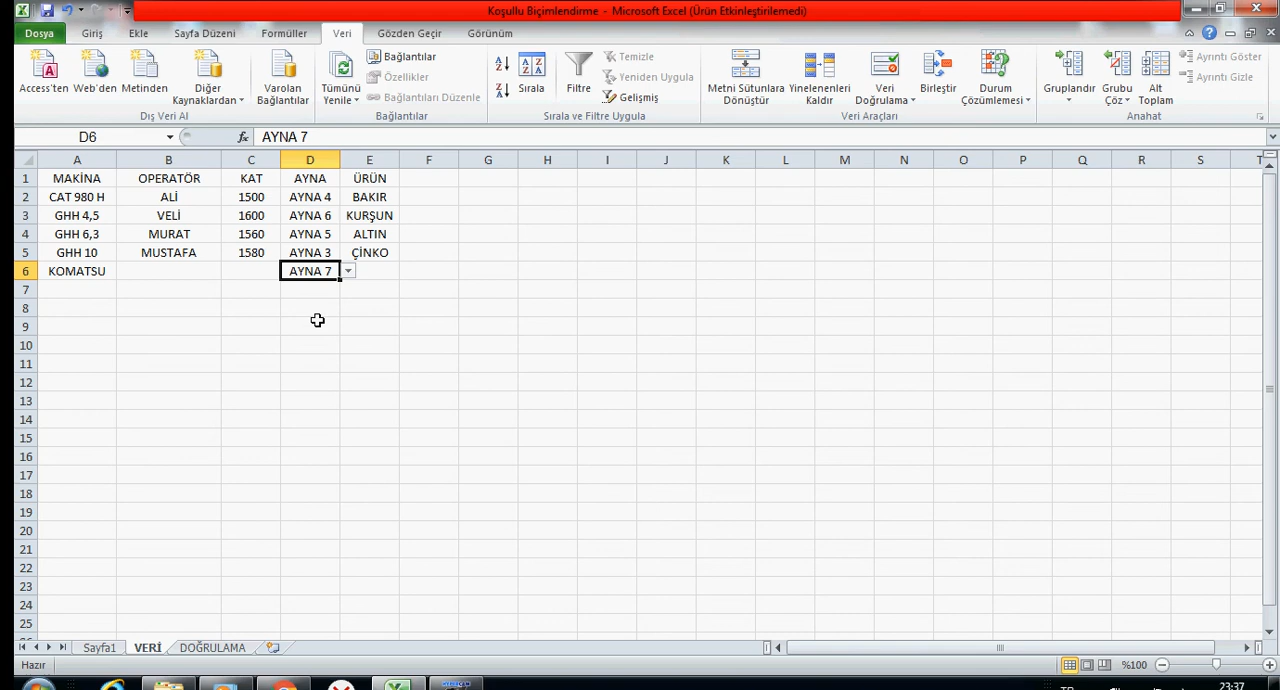 Koşullu Biçimlendirme - Microsoft Excel (Ürün Etkinleştirilemedi)
Dosya Giriş Ekle Sayfa Düzeni Formüller Veri Gözden Geçir Görünüm
Access'ten Web'den Metinden Diğer Kaynaklardan Varolan Bağlantılar
Dış Veri Al
Tümünü Yenile Bağlantılar Özellikler Bağlantıları Düzenle
Bağlantılar
Sırala Filtre Temizle Yeniden Uygula Gelişmiş
Sırala ve Filtre Uygula
Metni Sütunlara Dönüştür Yinelenenleri Kaldır Veri Doğrulama Birleştir Durum Çözümlemesi
Veri Araçları
Gruplandır Grubu Çöz Alt Toplam Ayrıntı Göster Ayrıntı Gizle
Anahat
D6 fx AYNA 7
A B C D E F G H I J K L M N O P Q R S T
1 MAKİNA OPERATÖR KAT AYNA ÜRÜN
2 CAT 980 H ALİ 1500 AYNA 4 BAKIR
3 GHH 4,5 VELİ 1600 AYNA 6 KURŞUN
4 GHH 6,3 MURAT 1560 AYNA 5 ALTIN
5 GHH 10 MUSTAFA 1580 AYNA 3 ÇİNKO
6 KOMATSU AYNA 7
7
8
9
10
11
12
13
14
15
16
17
18
19
20
21
22
23
24
25
Sayfa1 VERİ DOĞRULAMA
Hazır %100
23:37